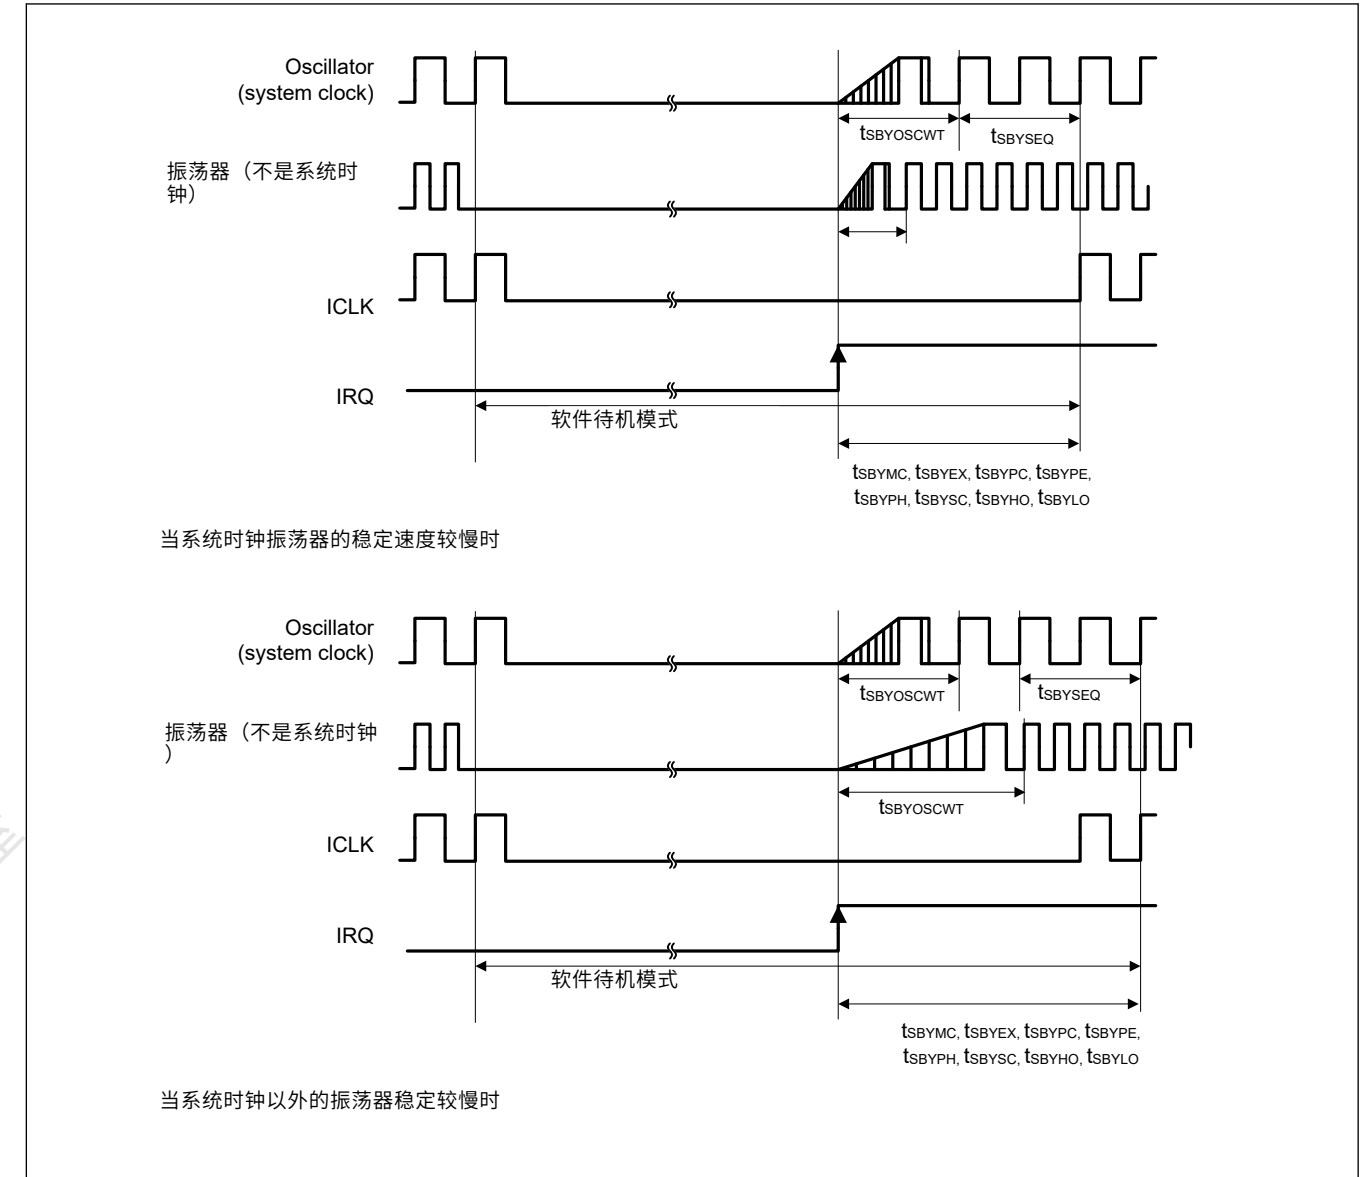 Oscillator
(system clock)
tSBYOSCWT
tSBYSEQ
振荡器（不是系统时
钟）
ICLK
IRQ
软件待机模式
tSBYMC, tSBYEX, tSBYPC, tSBYPE,
tSBYPH, tSBYSC, tSBYHO, tSBYLO
当系统时钟振荡器的稳定速度较慢时
Oscillator
(system clock)
tSBYOSCWT
tSBYSEQ
振荡器（不是系统时钟
）
tSBYOSCWT
ICLK
IRQ
软件待机模式
tSBYMC, tSBYEX, tSBYPC, tSBYPE,
tSBYPH, tSBYSC, tSBYHO, tSBYLO
当系统时钟以外的振荡器稳定较慢时